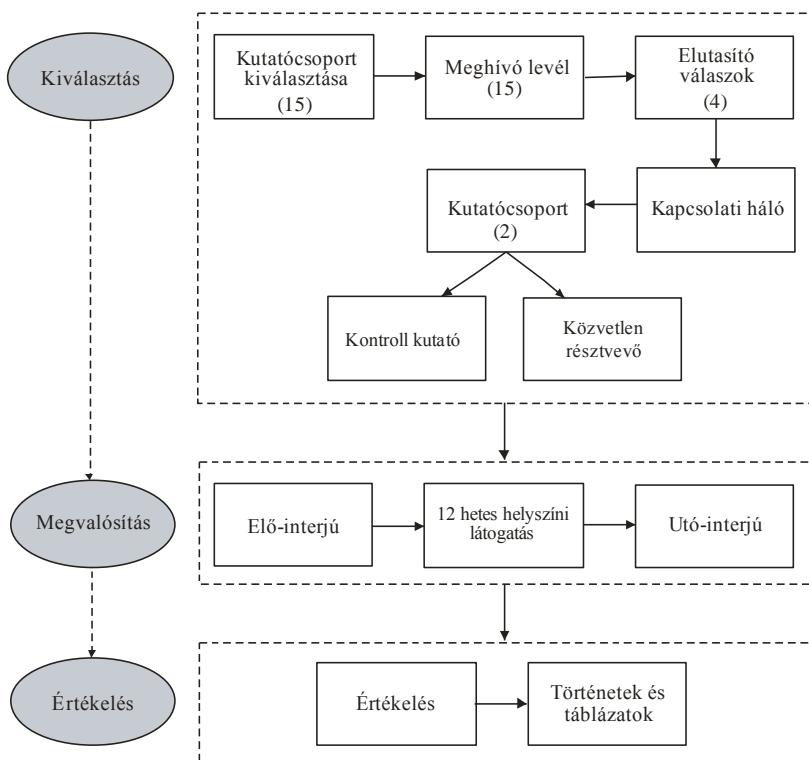 Kiválasztás
Kutatócsoport
kiválasztása
(15)
Meghívó levél
(15)
Elutasító
válaszok
(4)
Kapcsolati háló
Kutatócsoport
(2)
Kontroll kutató
Közvetlen
résztvevő
Megvalósítás
Elő-interjú
12 hetes helyszíni
látogatás
Utó-interjú
Értékelés
Értékelés
Történetek és
táblázatok